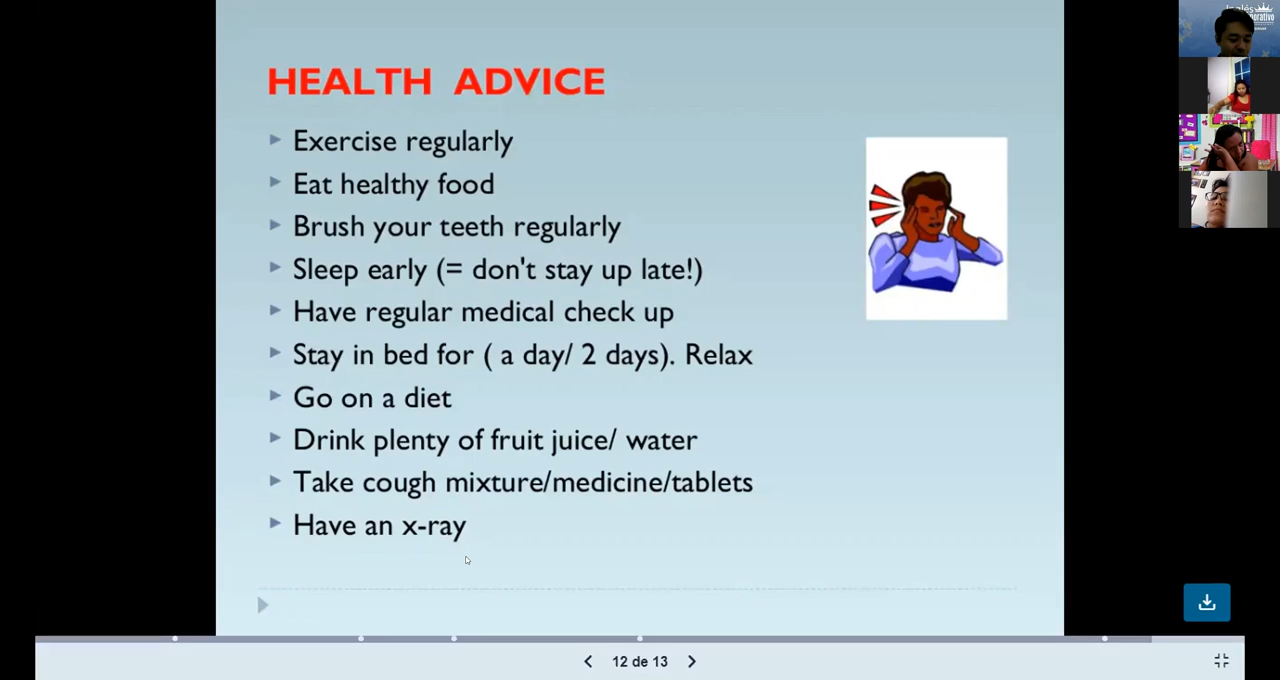 HEALTH ADVICE
Exercise regularly
Eat healthy food
Brush your teeth regularly
Sleep early (= don't stay up late!)
Have regular medical check up
Stay in bed for ( a day/ 2 days). Relax
Go on a diet
Drink plenty of fruit juice/ water
Take cough mixture/medicine/tablets
Have an x-ray
12 de 13
Inglés